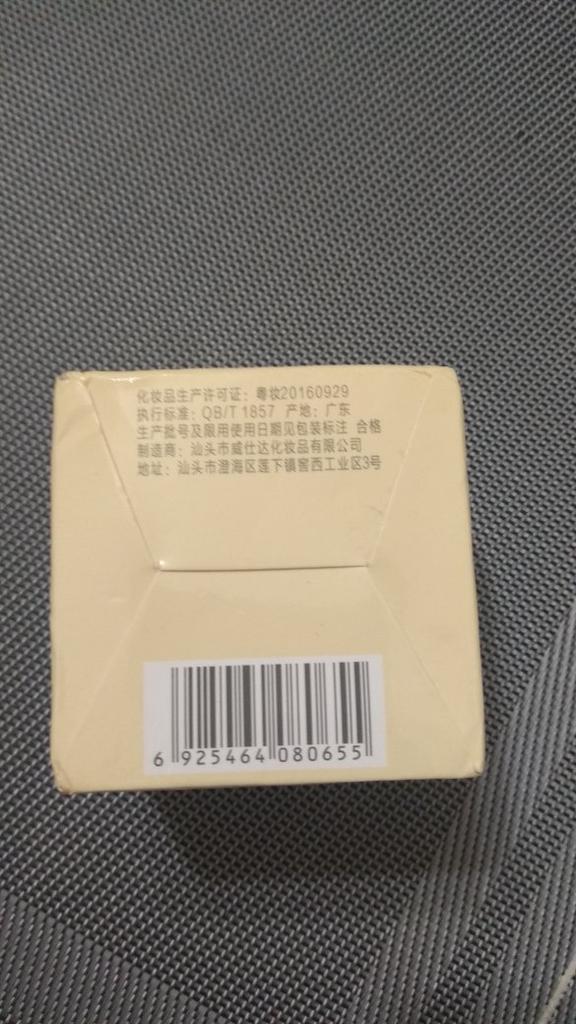 化妆品生产许可证：粤妆20160929
执行标准：QB/T 1857 产地：广东
生产批号及限用使用日期见包装标注 合格
制造商：汕头市威仕达化妆品有限公司
地址：汕头市澄海区莲下镇窖西工业区3号
6 925464 080655